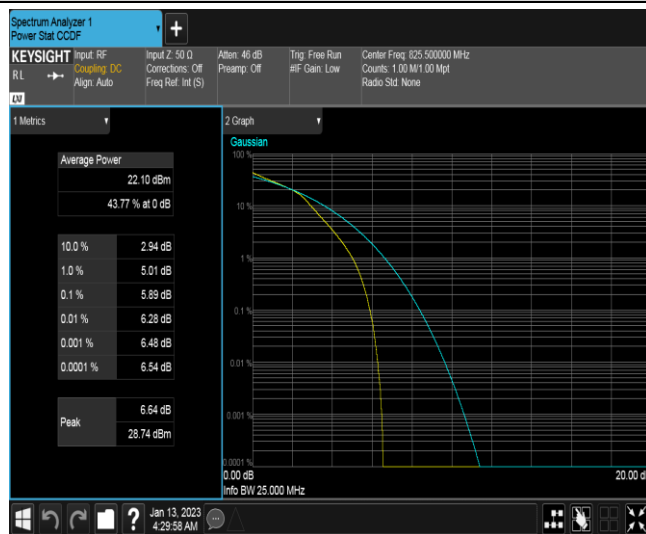 Spectrum Analyzer 1
Power Stat CCDF
+
KEYSIGHT
RL
LXI
Input: RF
Coupling: DC
Align: Auto
Input Z: 50 Ω
Corrections: Off
Freq Ref: Int (S)
Atten: 46 dB
Preamp: Off
Trig: Free Run
#IF Gain: Low
Center Freq: 825.500000 MHz
Counts: 1.00 M/1.00 Mpt
Radio Std: None
1 Metrics
Average Power
22.10 dBm
43.77 % at 0 dB
10.0 % 2.94 dB
1.0 % 5.01 dB
0.1 % 5.89 dB
0.01 % 6.28 dB
0.001 % 6.48 dB
0.0001 % 6.54 dB
Peak
6.64 dB
28.74 dBm
2 Graph
Gaussian
100 %
10 %
1 %
0.1 %
0.01 %
0.001 %
0.0001 %
0.00 dB
20.00 d
Info BW 25.000 MHz
?
Jan 13, 2023
4:29:58 AM